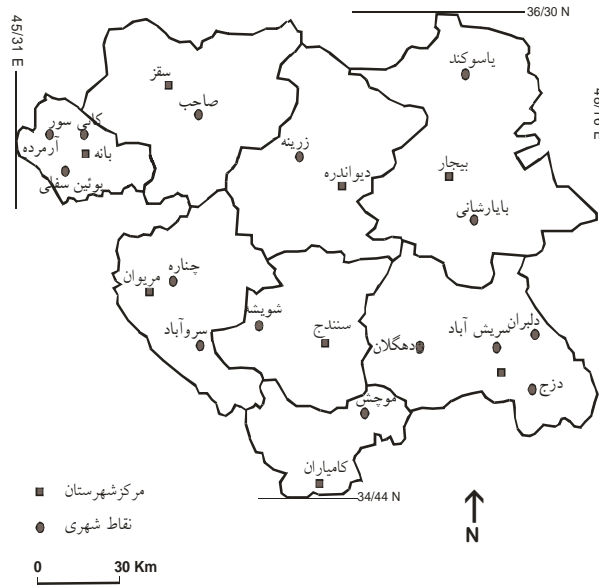 36/30 N
45/31 E
یاسوکند
سقز
صاحب
کانی سور
آرمرده
بانه
بوئین سفلی
زرینه
دیواندره
بیجار
بابارشانی
چناره
مریوان
سروآباد
شویشه
سنندج
دهگلان
سریش آباد
دلبران
دزج
موچش
کامیاران
34/44 N
مرکزشهرستان
نقاط شهری
0 30 Km
N